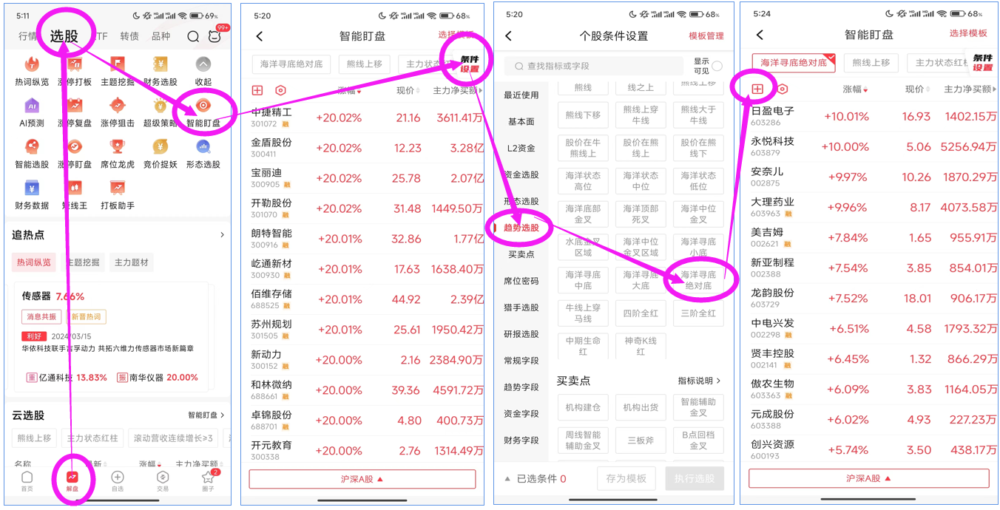 5:11
69%
行情
选股
TF
转债
品种
99+
热词纵览
涨停打板
主题挖掘
财务选股
收起
AI预测
涨停复盘
涨停狙击
超级策略
智能盯盘
智能选股
涨停盯盘
席位龙虎
竞价捉妖
形态选股
财务数据
短线王
打板助手
追热点
热词纵览
主题挖掘
主力题材
传感器 7.66%
消息共振
新晋热词
利好 2024/03/15
华依科技联手吉孚动力 共拓六维力传感器市场新篇章
重 亿通科技 13.83%
振 南华仪器 20.00%
云选股
智能盯盘
熊线上移
主力状态红柱
滚动营收连续增长≥3
名称
最新
涨幅
主力净买额
首页
解盘
自选
交易
圈子
2
5:20
68%
智能盯盘
选择模板
海洋寻底绝对底
熊线上移
主力状态
条件
设置
涨幅
现价
主力净买额
中捷精工 +20.02% 21.16 3611.41万
301072 融
金盾股份 +20.02% 12.23 3.28亿
300411
宝丽迪 +20.02% 25.78 2.07亿
300905 融
开勒股份 +20.02% 31.48 1449.50万
301070 融
朗特智能 +20.01% 32.86 1.77亿
300916 融
屹通新材 +20.01% 17.63 1638.40万
300930 融
佰维存储 +20.01% 44.92 2.39亿
688525 融
苏州规划 +20.01% 25.61 1950.42万
301505 融
新动力 +20.00% 2.16 2384.90万
300152 融
和林微纳 +20.00% 39.36 4591.72万
688661 融
卓锦股份 +20.00% 4.80 400.73万
688701 融
开元教育 +20.00% 2.76 1314.49万
300338
沪深A股
5:20
68%
个股条件设置
模板管理
查找指标或字段
显示
可见
最近使用
基本面
L2资金
资金选股
形态选股
趋势选股
买卖点
席位密码
猎手选股
研报选股
常规字段
趋势字段
资金字段
财务字段
熊线
线之上
熊线上移
熊线下移
熊线上穿
牛线
熊线大于
牛线
股价在牛
熊线上
股价在熊
线上
股价在熊
线下
海洋状态
高位
海洋状态
中位
海洋状态
低位
海洋底部
金叉
海洋顶部
死叉
海洋中位
金叉
水底金叉
区域
海洋中位
金叉区域
海洋寻底
小底
海洋寻底
中底
海洋寻底
大底
海洋寻底
绝对底
牛线上穿
马线
四阶全红
三阶全红
中期生命
红
神奇K线
红
买卖点
指标说明
机构建仓
机构出货
智能辅助
金叉
周线智能
辅助金叉
三板斧
B点回档
金叉
已选条件 0
存为模板
执行选股
5:24
68%
智能盯盘
选择模板
海洋寻底绝对底
熊线上移
主力状态红柱
条件
设置
涨幅
现价
主力净买额
日盈电子 +10.01% 16.93 1402.15万
603286
永悦科技 +10.00% 5.06 5256.94万
603879
安奈儿 +9.97% 10.26 1870.29万
002875
大理药业 +9.96% 8.17 4073.58万
603963 融
美吉姆 +7.84% 1.65 955.91万
002621 融
新亚制程 +7.54% 3.85 854.01万
002388
龙韵股份 +7.52% 18.01 906.17万
603729
中电兴发 +6.51% 4.58 1793.32万
002298 融
贤丰控股 +6.45% 1.32 866.29万
002141 融
傲农生物 +6.09% 3.83 1164.05万
603363 融
元成股份 +6.02% 4.93 227.23万
603388
创兴资源 +5.74% 3.50 438.17万
600193
沪深A股